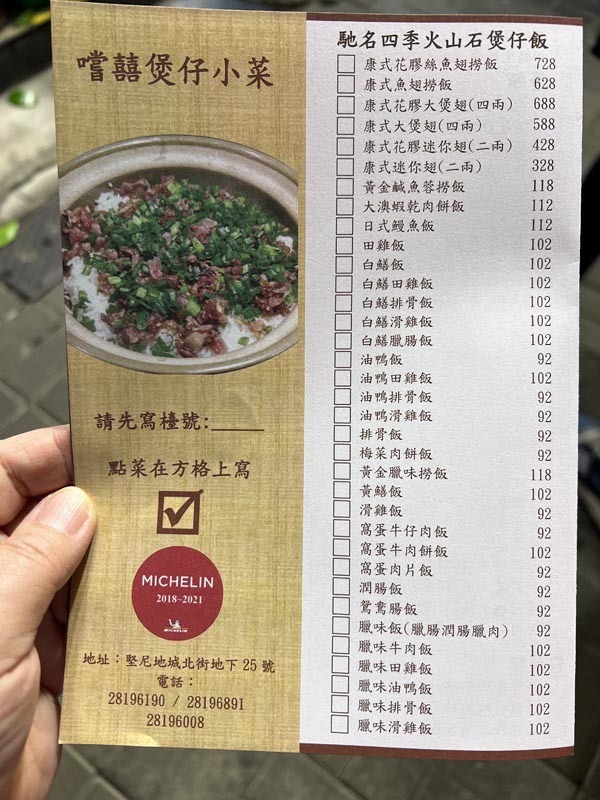 嚐囍煲仔小菜
請先寫檯號:_____
點菜在方格上寫
MICHELIN
2018~2021
MICHELIN
地址：堅尼地城北街地下 25 號
電話：
28196190 / 28196891
28196008
馳名四季火山石煲仔飯
康式花膠絲魚翅撈飯 728
康式魚翅撈飯 628
康式花膠大煲翅(四兩) 688
康式大煲翅(四兩) 588
康式花膠迷你翅(二兩) 428
康式迷你翅(二兩) 328
黃金鹹魚蓉撈飯 118
大澳蝦乾肉餅飯 112
日式鰻魚飯 112
田雞飯 102
白鱔飯 102
白鱔田雞飯 102
白鱔排骨飯 102
白鱔滑雞飯 102
白鱔臘腸飯 102
油鴨飯 92
油鴨田雞飯 102
油鴨排骨飯 92
油鴨滑雞飯 92
排骨飯 92
梅菜肉餅飯 92
黃金臘味撈飯 118
黃鱔飯 102
滑雞飯 92
窩蛋牛仔肉飯 92
窩蛋牛肉餅飯 102
窩蛋肉片飯 92
潤腸飯 92
鴛鴦腸飯 92
臘味飯(臘腸潤腸臘肉) 92
臘味牛肉飯 102
臘味田雞飯 102
臘味油鴨飯 102
臘味排骨飯 102
臘味滑雞飯 102